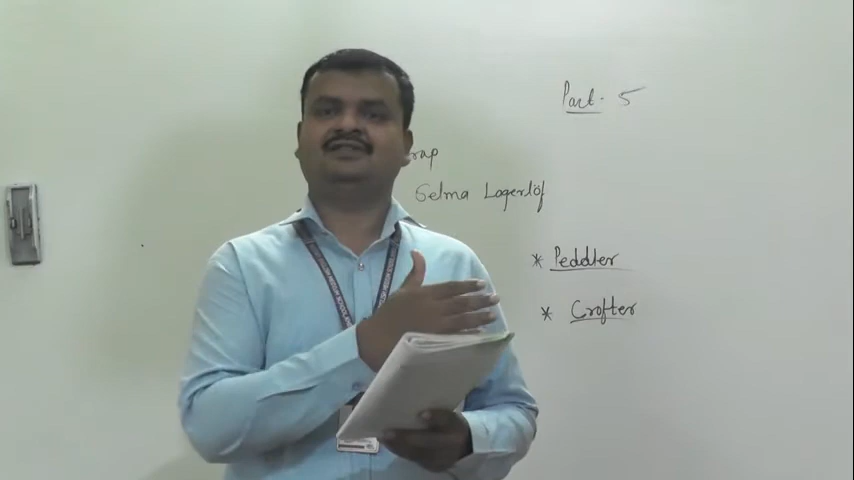 Part. 5
rap
Selma Lagerlöf
* Peddler
* Crofter